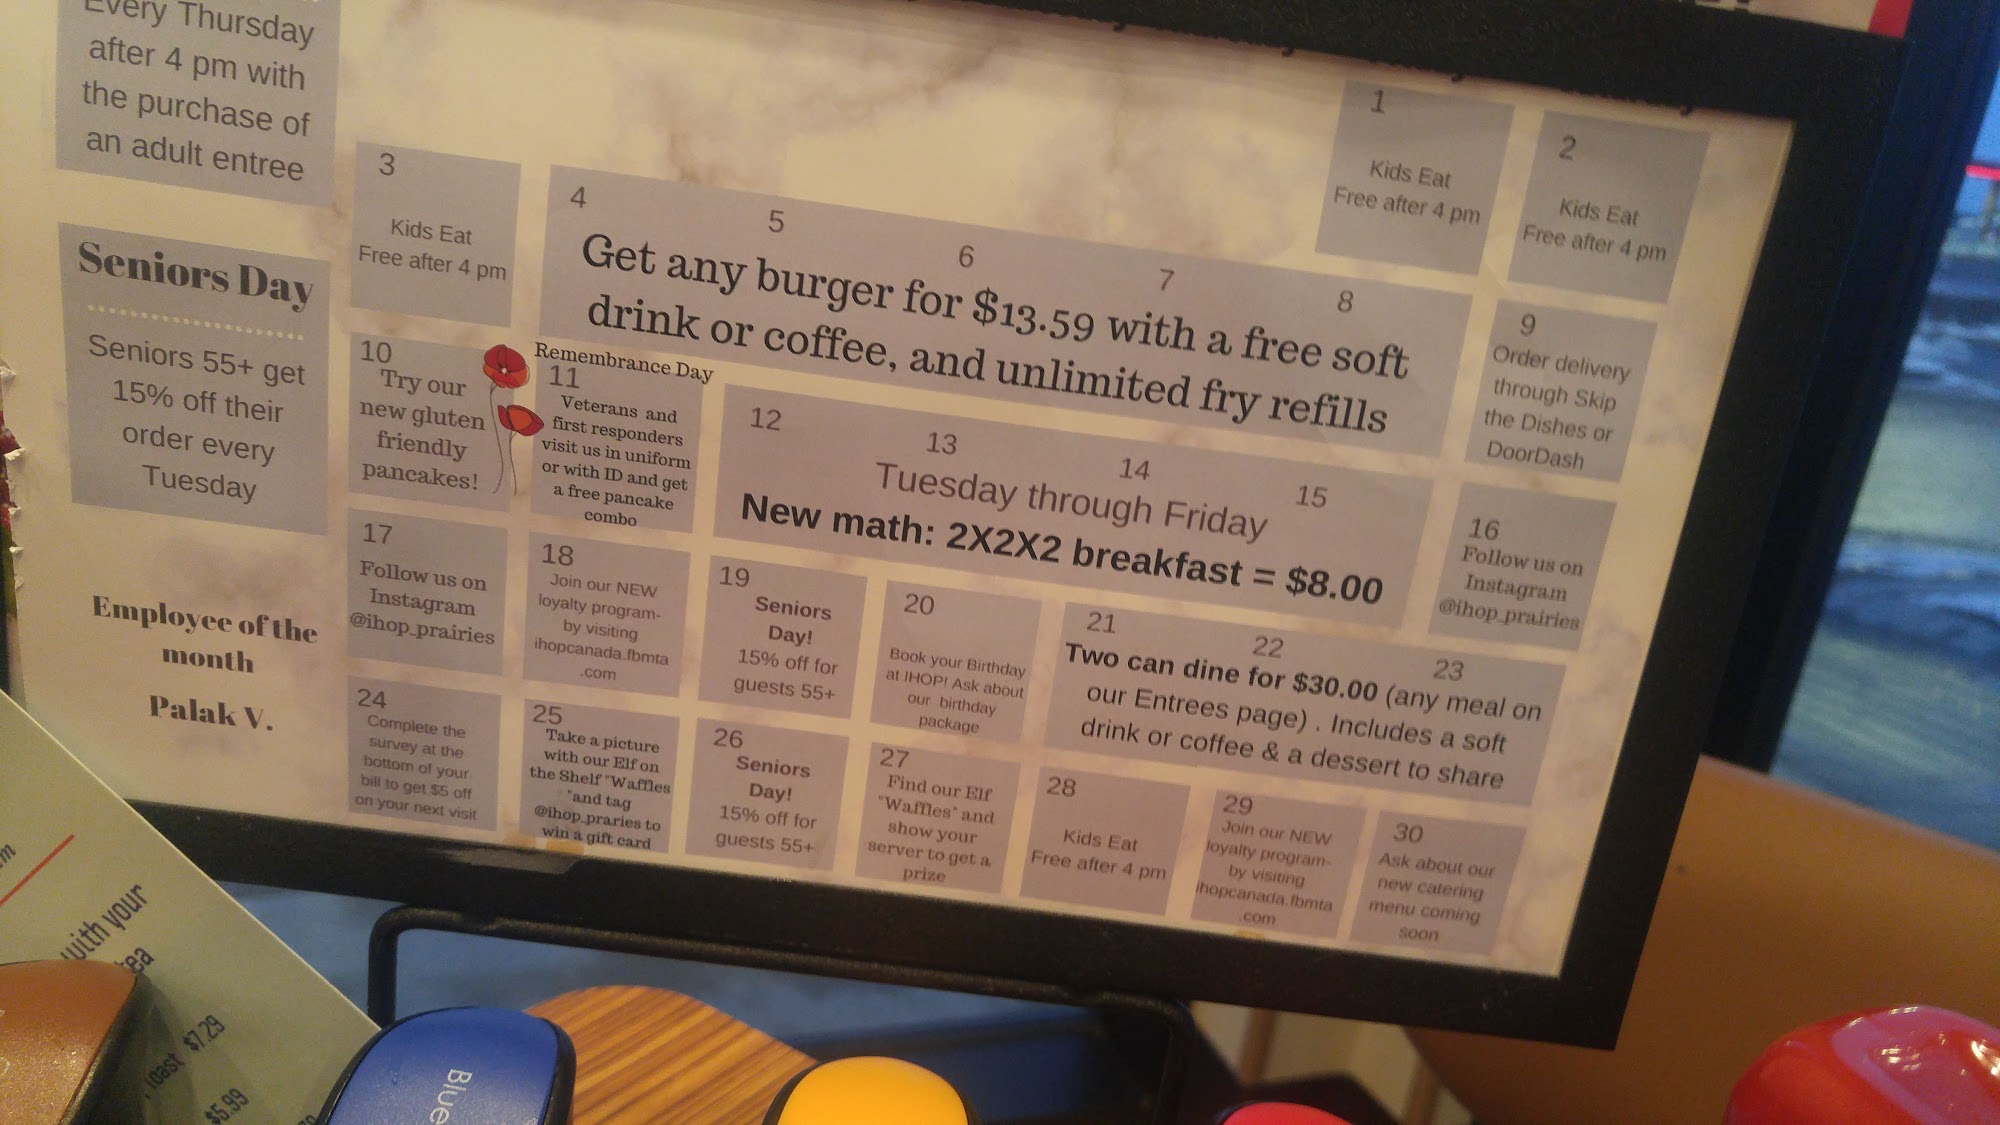 Every Thursday
after 4 pm with
the purchase of
an adult entree
Seniors Day
Seniors 55+ get
15% off their
order every
Tuesday
Employee of the
month
Palak V.
1
Kids Eat
Free after 4 pm
2
Kids Eat
Free after 4 pm
3
Kids Eat
Free after 4 pm
4 5 6 7 8
Get any burger for $13.59 with a free soft
drink or coffee, and unlimited fry refills
9
Order delivery
through Skip
the Dishes or
DoorDash
10
Try our
new gluten
friendly
pancakes!
Remembrance Day
11
Veterans and
first responders
visit us in uniform
or with ID and get
a free pancake
combo
12 13 14 15
Tuesday through Friday
New math: 2X2X2 breakfast = $8.00
16
Follow us on
Instagram
@ihop_prairies
17
Follow us on
Instagram
@ihop_prairies
18
Join our NEW
loyalty program-
by visiting
ihopcanada.fbmta
.com
19
Seniors
Day!
15% off for
guests 55+
20
Book your Birthday
at IHOP! Ask about
our birthday
package
21 22 23
Two can dine for $30.00 (any meal on
our Entrees page) . Includes a soft
drink or coffee & a dessert to share
24
Complete the
survey at the
bottom of your
bill to get $5 off
on your next visit
25
Take a picture
with our Elf on
the Shelf "Waffles
"and tag
@ihop_praries to
win a gift card
26
Seniors
Day!
15% off for
guests 55+
27
Find our Elf
"Waffles" and
show your
server to get a
prize
28
Kids Eat
Free after 4 pm
29
Join our NEW
loyalty program-
by visiting
ihopcanada.fbmta
.com
30
Ask about our
new catering
menu coming
soon
with your
tea
$7.29
$5.99
Blue